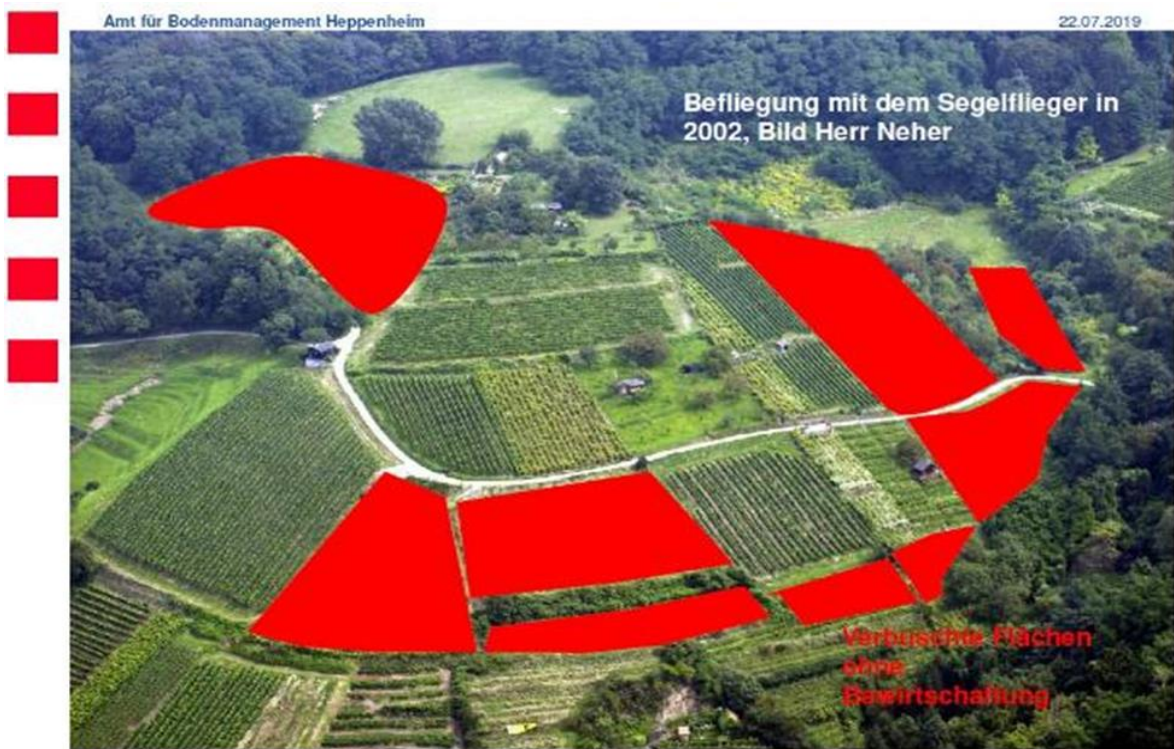 Amt für Bodenmanagement Heppenheim
22.07.2019
Befliegung mit dem Segelflieger in
2002, Bild Herr Neher
Verbuschte Flächen
ohne
Bewirtschaftung